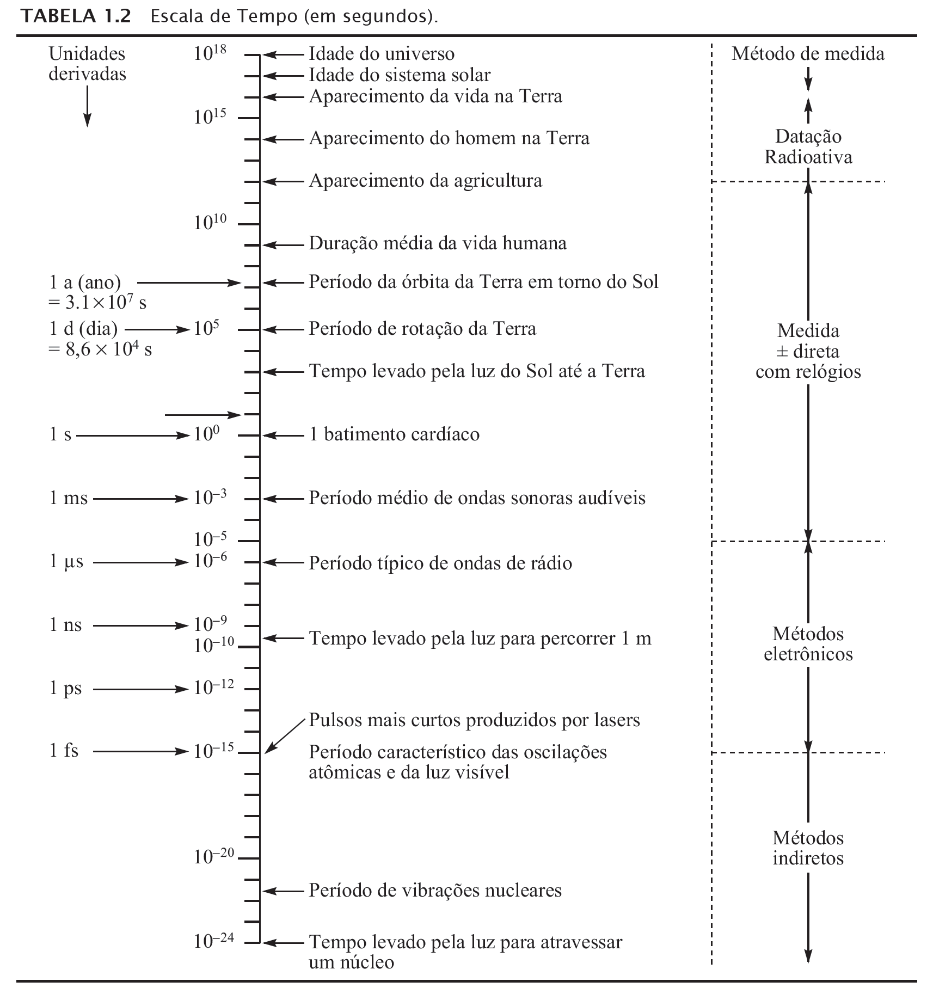 TABELA 1.2 Escala de Tempo (em segundos).
Unidades
derivadas
10¹⁸
Idade do universo
Método de medida
Idade do sistema solar
Aparecimento da vida na Terra
10¹⁵
Aparecimento do homem na Terra
Datação
Radioativa
Aparecimento da agricultura
10¹⁰
Duração média da vida humana
1 a (ano)
= 3.1×10⁷ s
Período da órbita da Terra em torno do Sol
1 d (dia)
= 8,6 × 10⁴ s
10⁵
Período de rotação da Terra
Medida
± direta
com relógios
Tempo levado pela luz do Sol até a Terra
1 s
10⁰
1 batimento cardíaco
1 ms
10⁻³
Período médio de ondas sonoras audíveis
10⁻⁵
1 µs
10⁻⁶
Período típico de ondas de rádio
1 ns
10⁻⁹
10⁻¹⁰
Tempo levado pela luz para percorrer 1 m
Métodos
eletrônicos
1 ps
10⁻¹²
Pulsos mais curtos produzidos por lasers
1 fs
10⁻¹⁵
Período característico das oscilações
atômicas e da luz visível
Métodos
indiretos
10⁻²⁰
Período de vibrações nucleares
10⁻²⁴
Tempo levado pela luz para atravessar
um núcleo